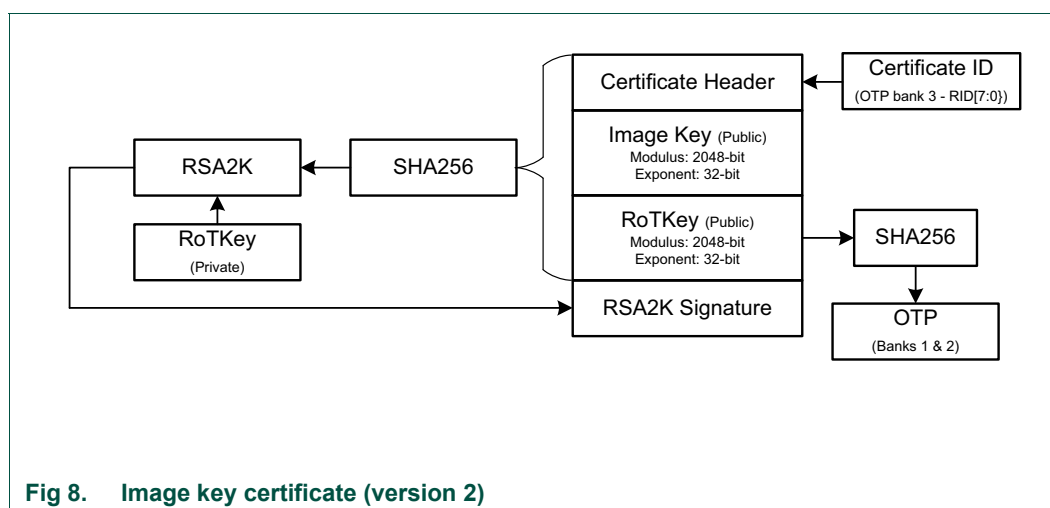 Certificate Header
Certificate ID
(OTP bank 3 - RID[7:0})
Image Key (Public)
Modulus: 2048-bit
Exponent: 32-bit
RSA2K
SHA256
RoTKey (Public)
Modulus: 2048-bit
Exponent: 32-bit
SHA256
RoTKey
(Private)
RSA2K Signature
OTP
(Banks 1 & 2)
Fig 8. Image key certificate (version 2)